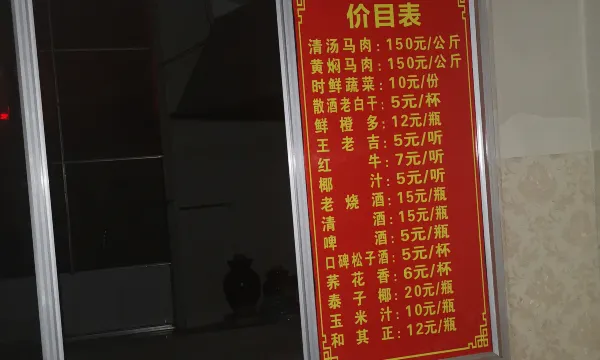 价目表
清汤马肉：150元/公斤
黄焖马肉：150元/公斤
时鲜蔬菜：10元/份
散酒老白干：5元/杯
鲜橙多：12元/瓶
王老吉：5元/听
红牛：7元/听
椰汁：5元/听
老烧酒：15元/瓶
清酒：15元/瓶
啤酒：5元/瓶
口碑松子酒：5元/杯
荞花香：6元/杯
泰子椰：20元/瓶
玉米汁：10元/瓶
和其正：12元/瓶